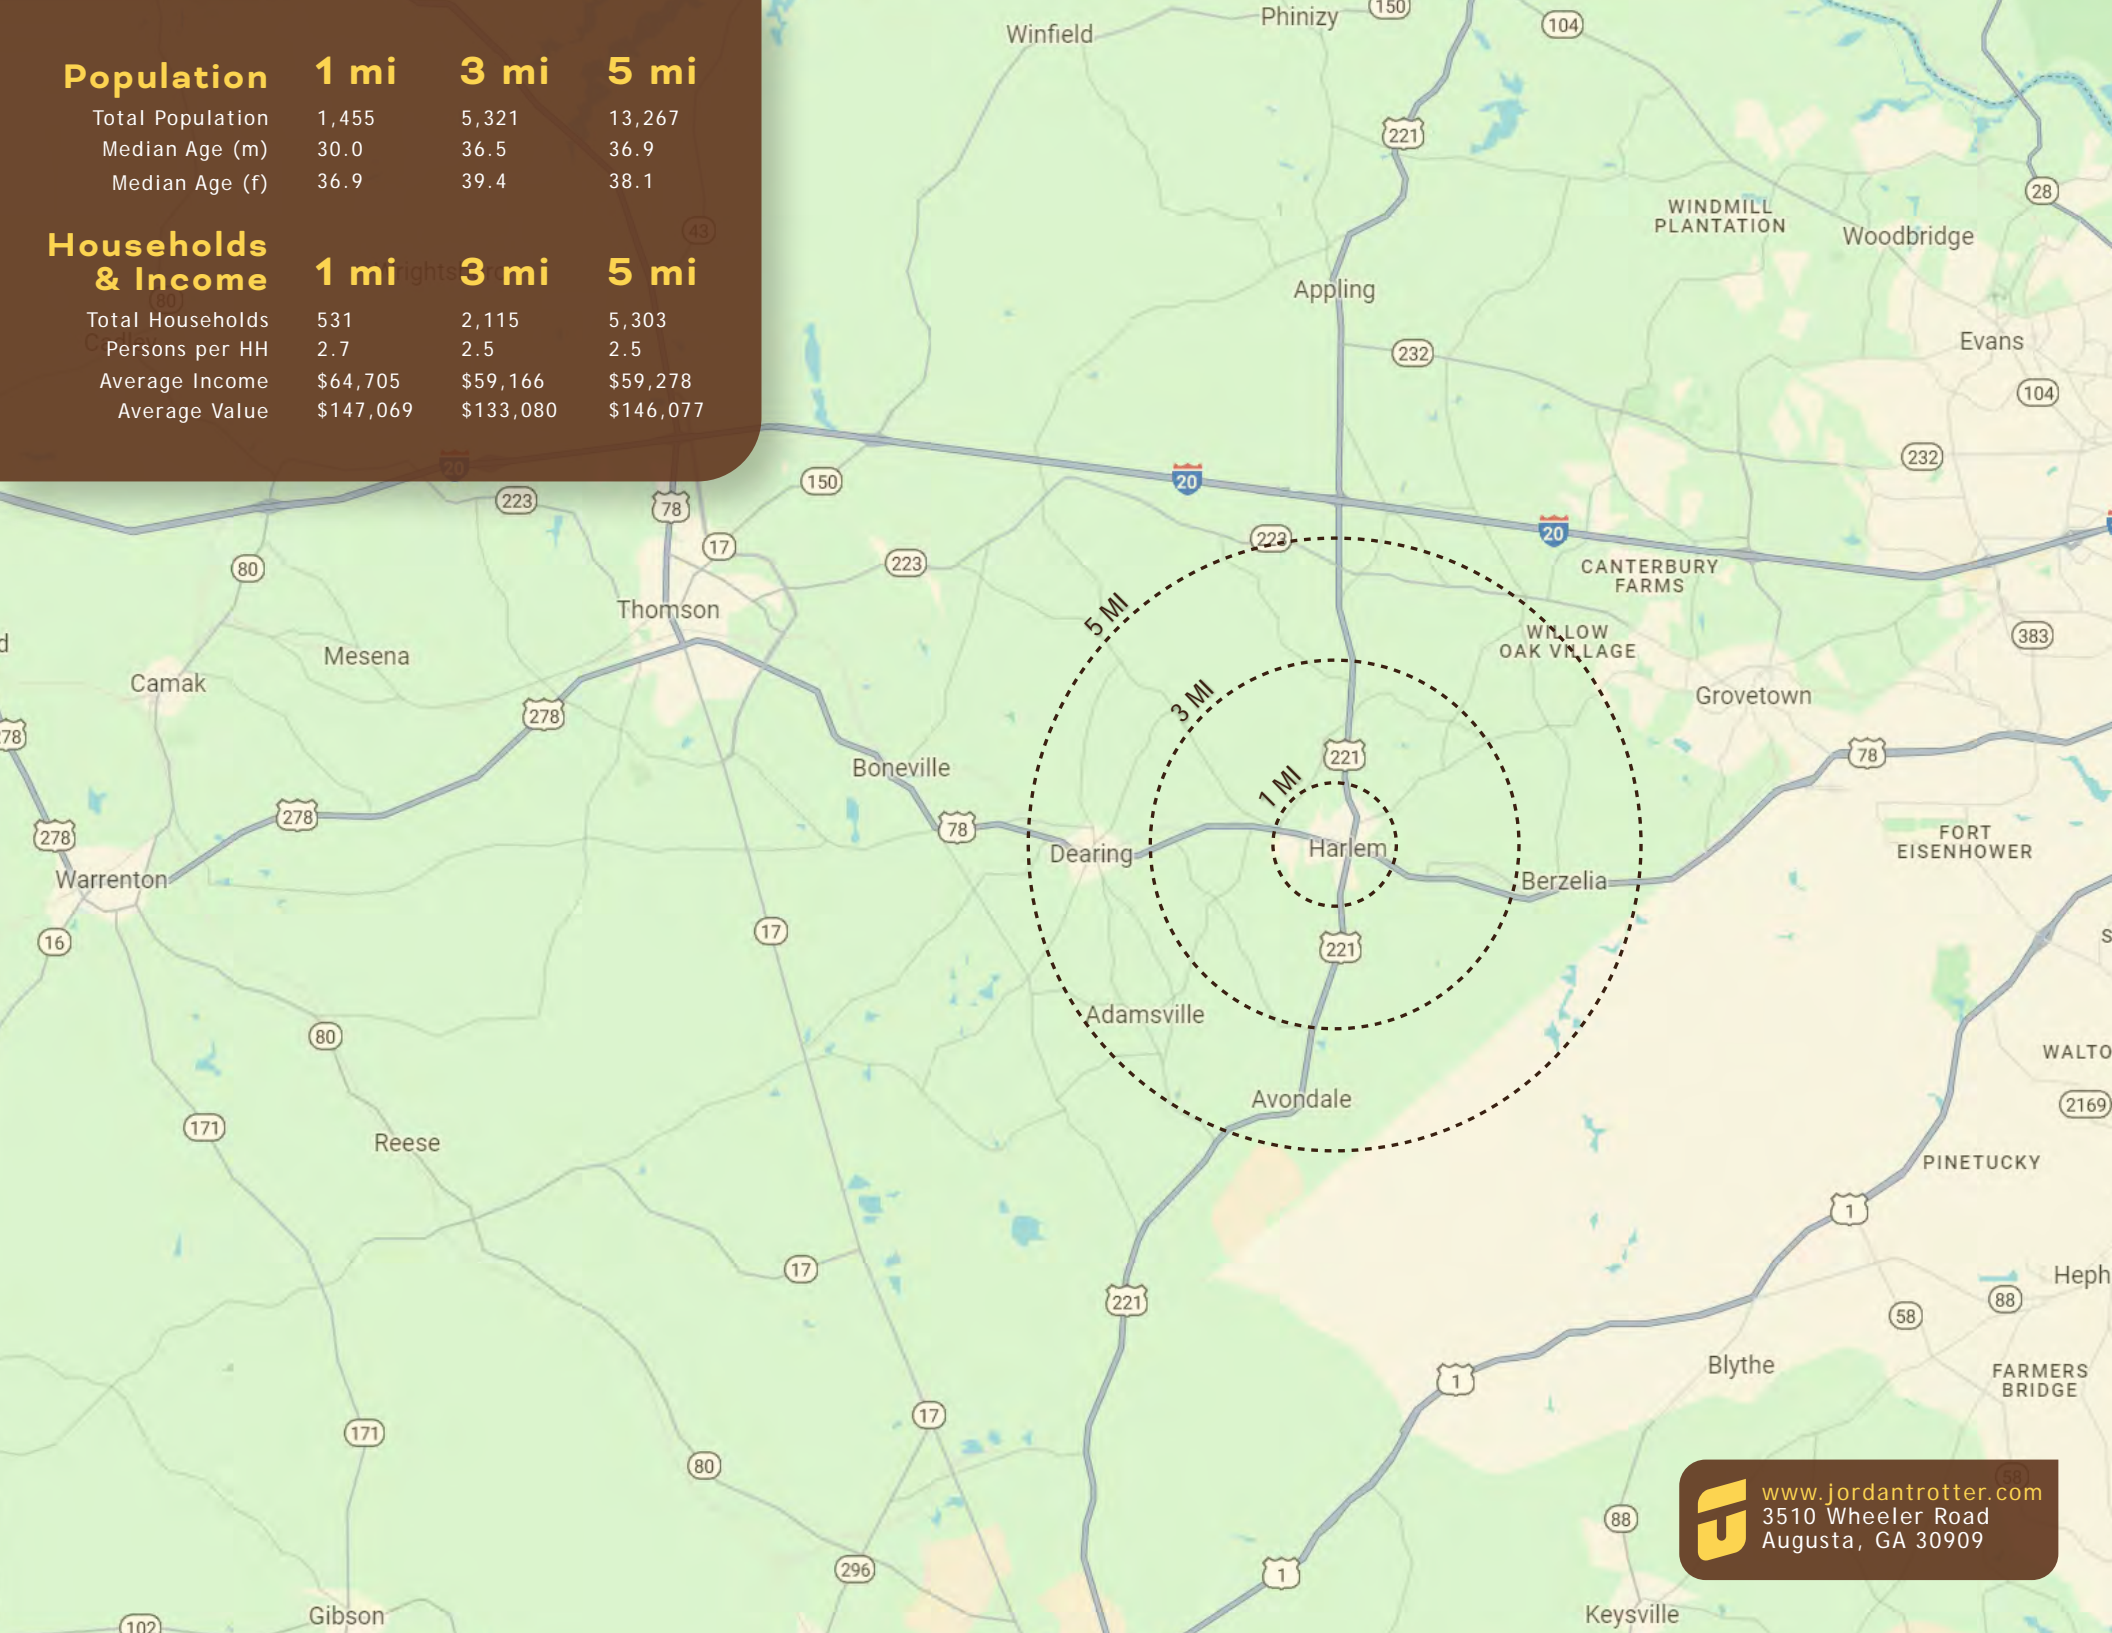 Population 1 mi 3 mi 5 mi
Total Population 1,455 5,321 13,267
Median Age (m) 30.0 36.5 36.9
Median Age (f) 36.9 39.4 38.1
Households
& Income 1 mi 3 mi 5 mi
Total Households 531 2,115 5,303
Persons per HH 2.7 2.5 2.5
Average Income $64,705 $59,166 $59,278
Average Value $147,069 $133,080 $146,077
43
80
20
Winfield
Phinizy
150
104
221
28
WINDMILL
PLANTATION
Woodbridge
Appling
232
Evans
104
232
150
20
223
78
17
223
20
80
223
CANTERBURY
FARMS
5 MI
Thomson
WILLOW
OAK VILLAGE
383
Mesena
Camak
3 MI
Grovetown
278
78
221
78
Boneville
1 MI
278
278
78
Dearing
Harlem
FORT
EISENHOWER
Warrenton
Berzelia
16
17
221
Adamsville
80
WALTO
Avondale
2169
171
Reese
PINETUCKY
1
17
Heph
221
88
58
Blythe
1
FARMERS
BRIDGE
17
171
80
58
88
296
1
Gibson
Keysville
102
www.jordantrotter.com
3510 Wheeler Road
Augusta, GA 30909